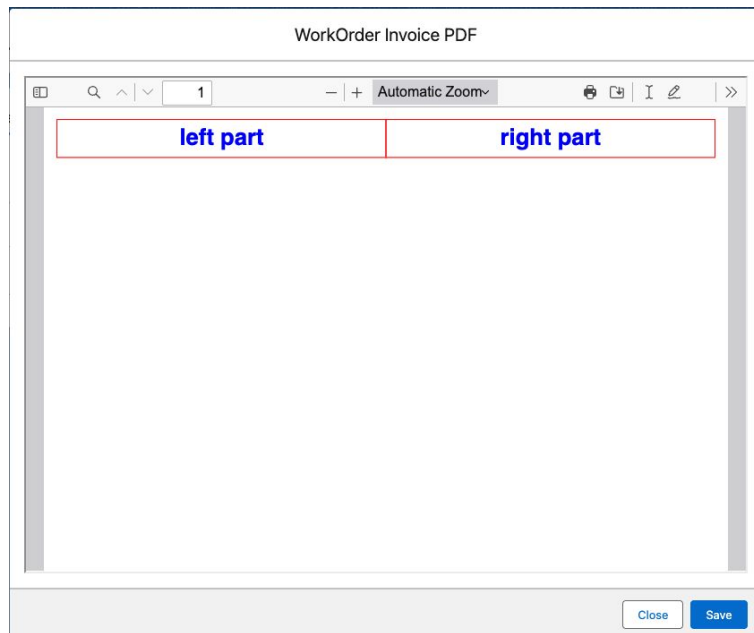 WorkOrder Invoice PDF
1
Automatic Zoom
left part right part
Close Save